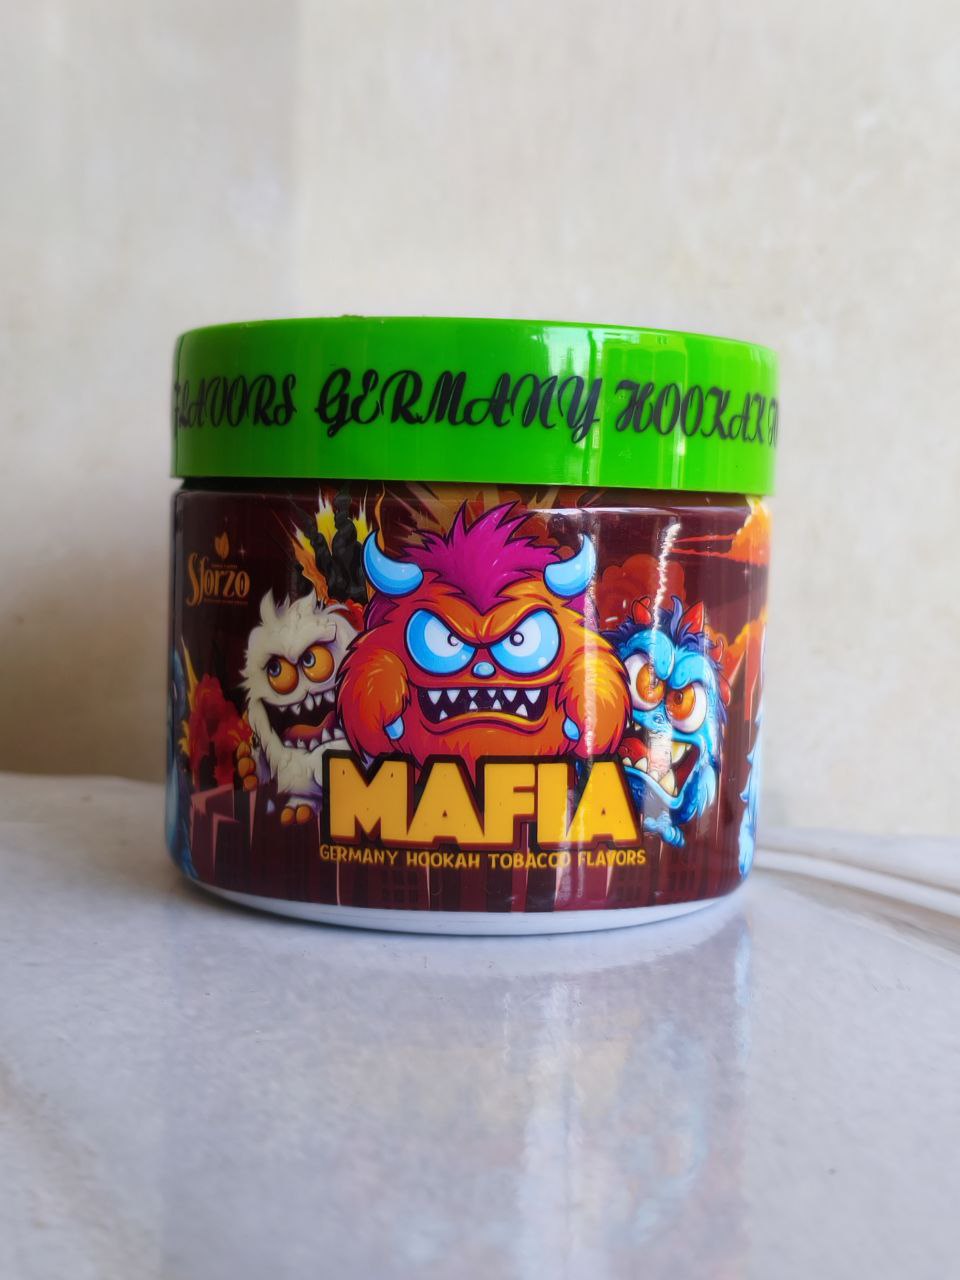 FLAVORS GERMANY HOOKAH
Sforzo
MAFIA
GERMANY HOOKAH TOBACCO FLAVORS